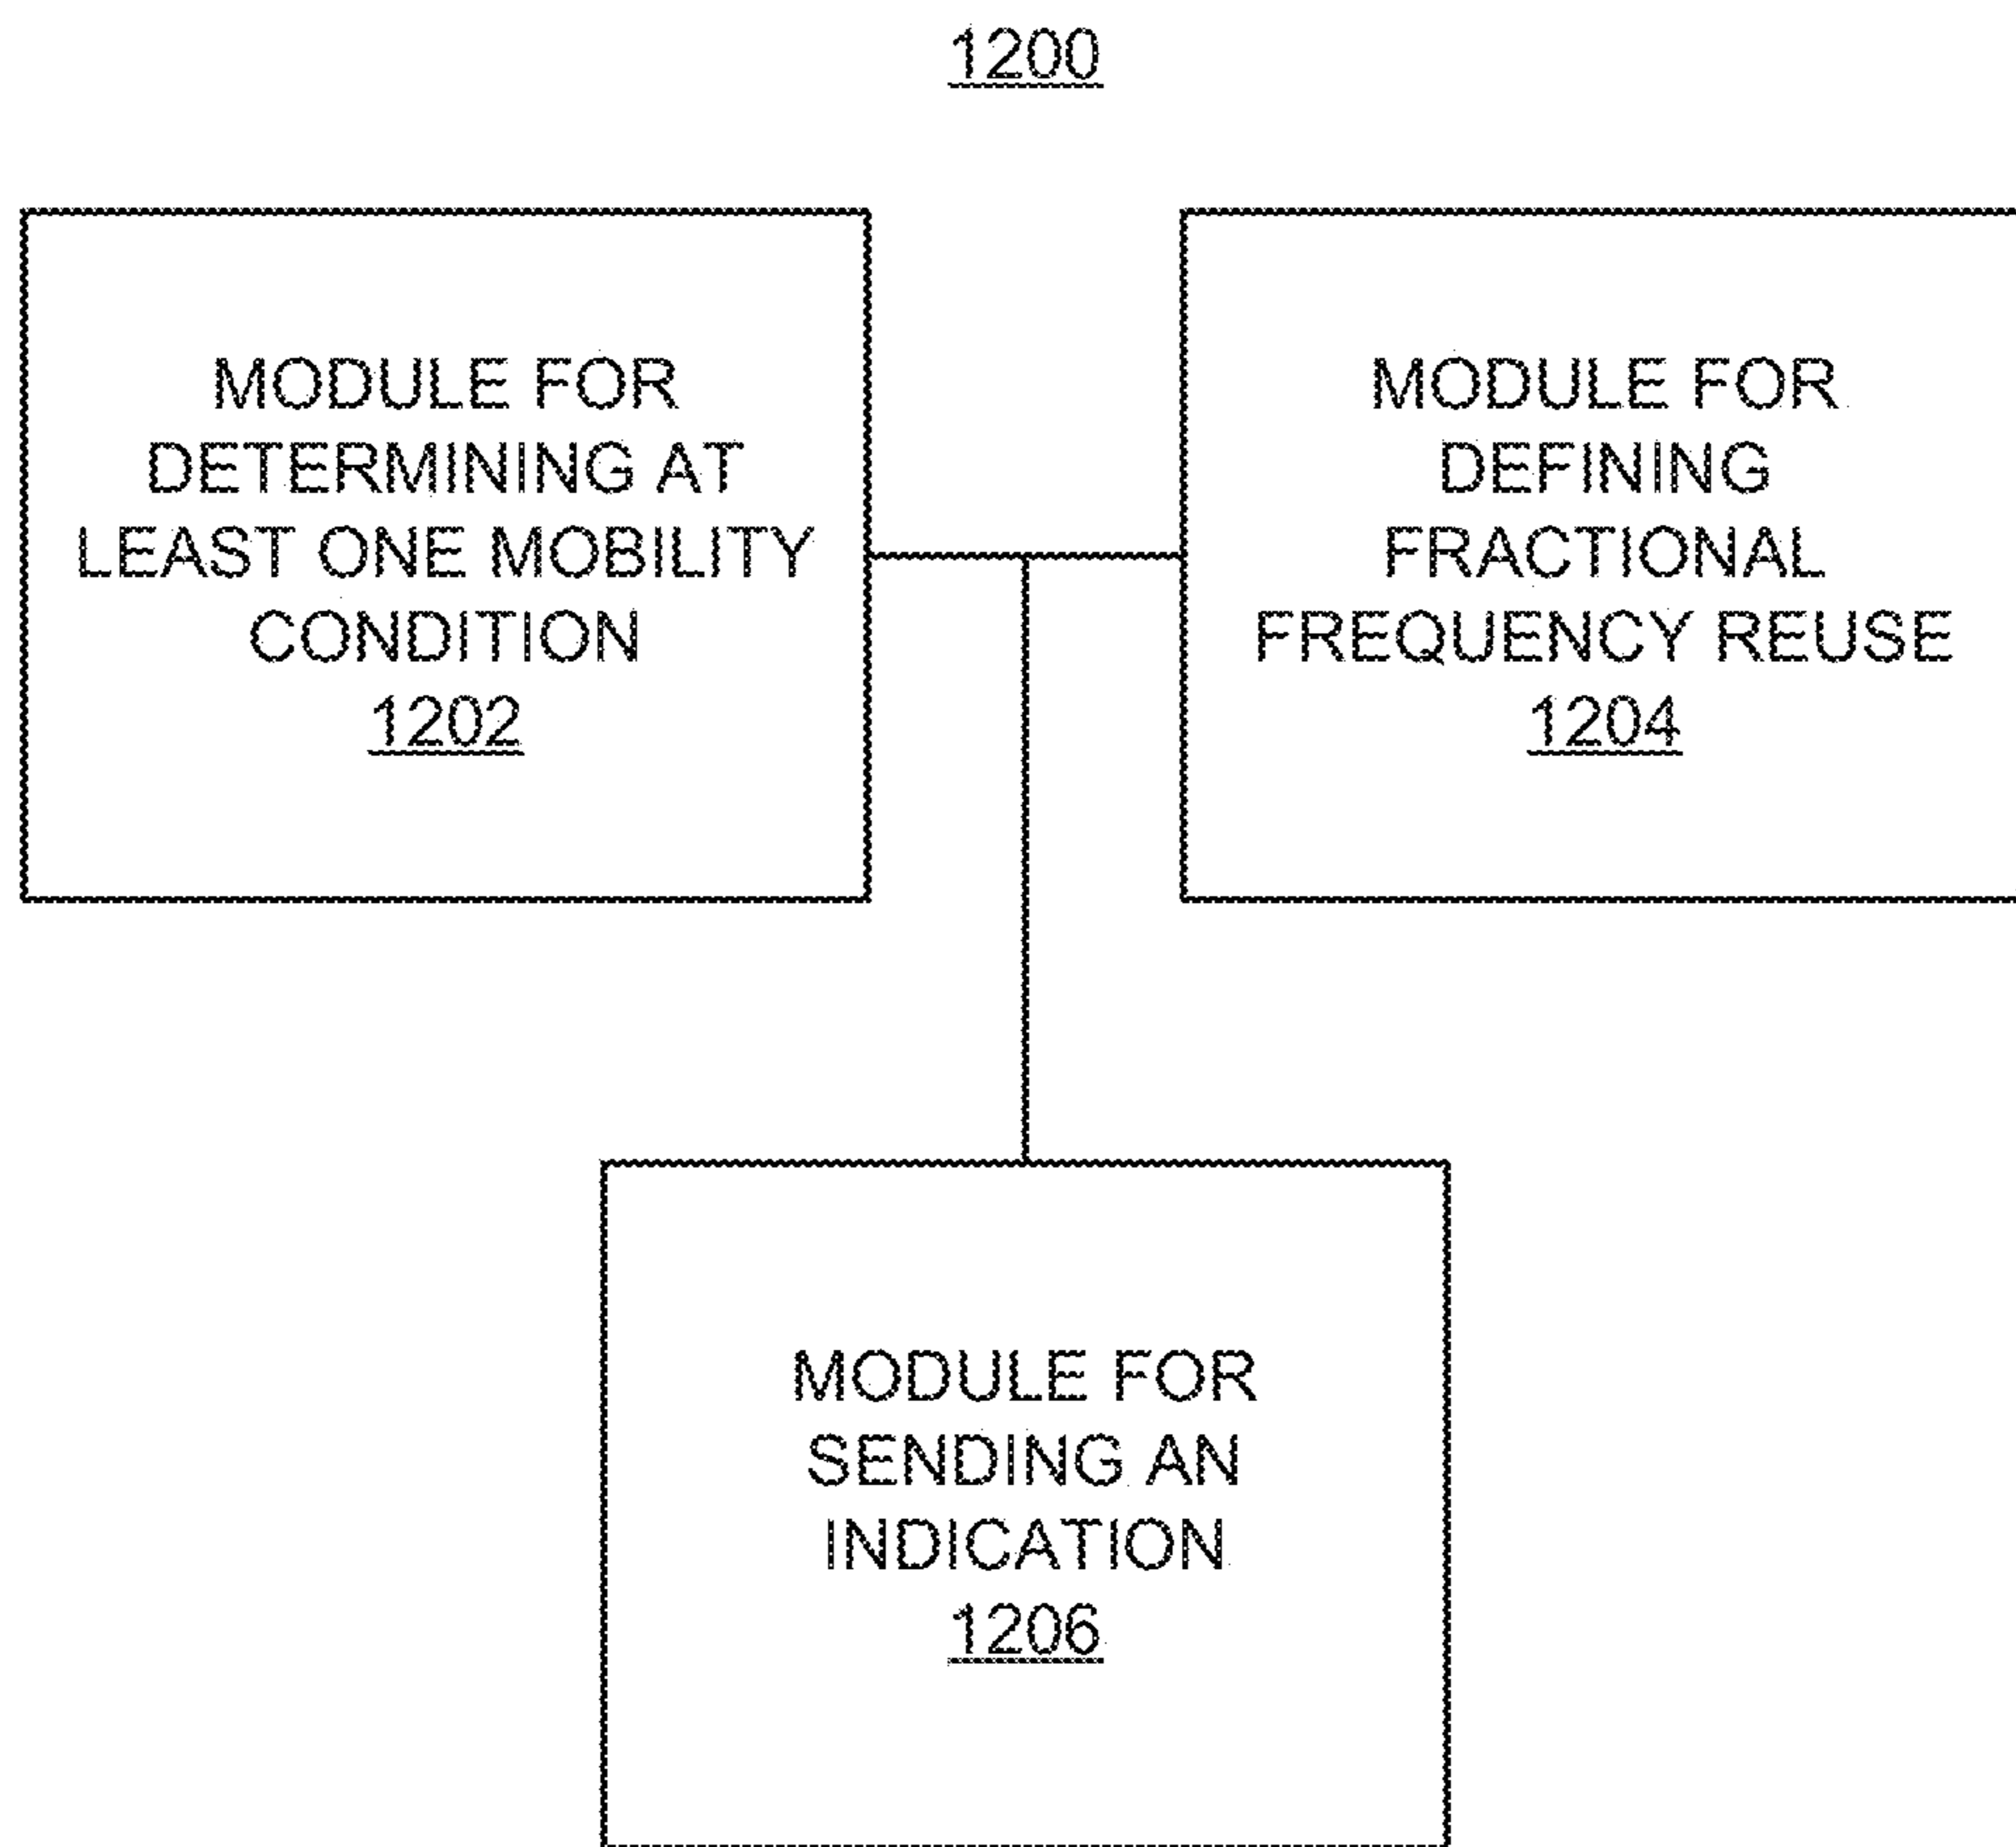 1200
MODULE FOR
DETERMINING AT
LEAST ONE MOBILITY
CONDITION
1202
MODULE FOR
DEFINING
FRACTIONAL
FREQUENCY REUSE
1204
MODULE FOR
SENDING AN
INDICATION
1206